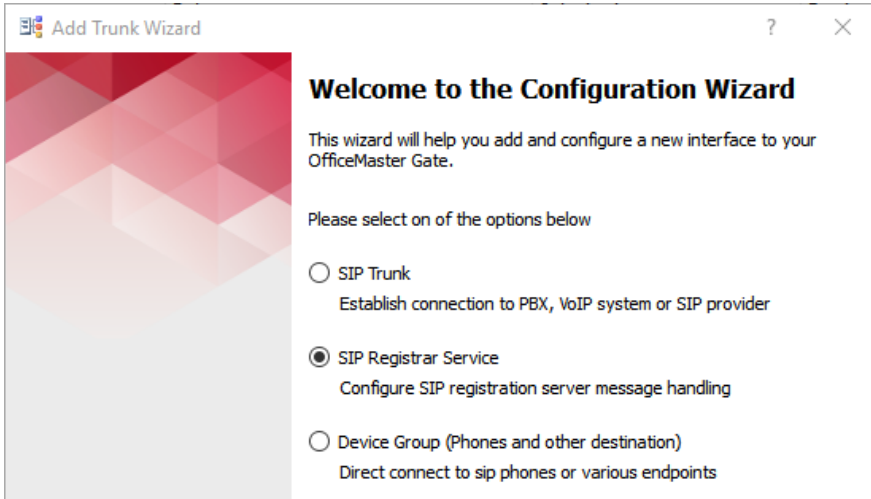 Add Trunk Wizard
?
Welcome to the Configuration Wizard
This wizard will help you add and configure a new interface to your
OfficeMaster Gate.
Please select on of the options below
SIP Trunk
Establish connection to PBX, VoIP system or SIP provider
SIP Registrar Service
Configure SIP registration server message handling
Device Group (Phones and other destination)
Direct connect to sip phones or various endpoints